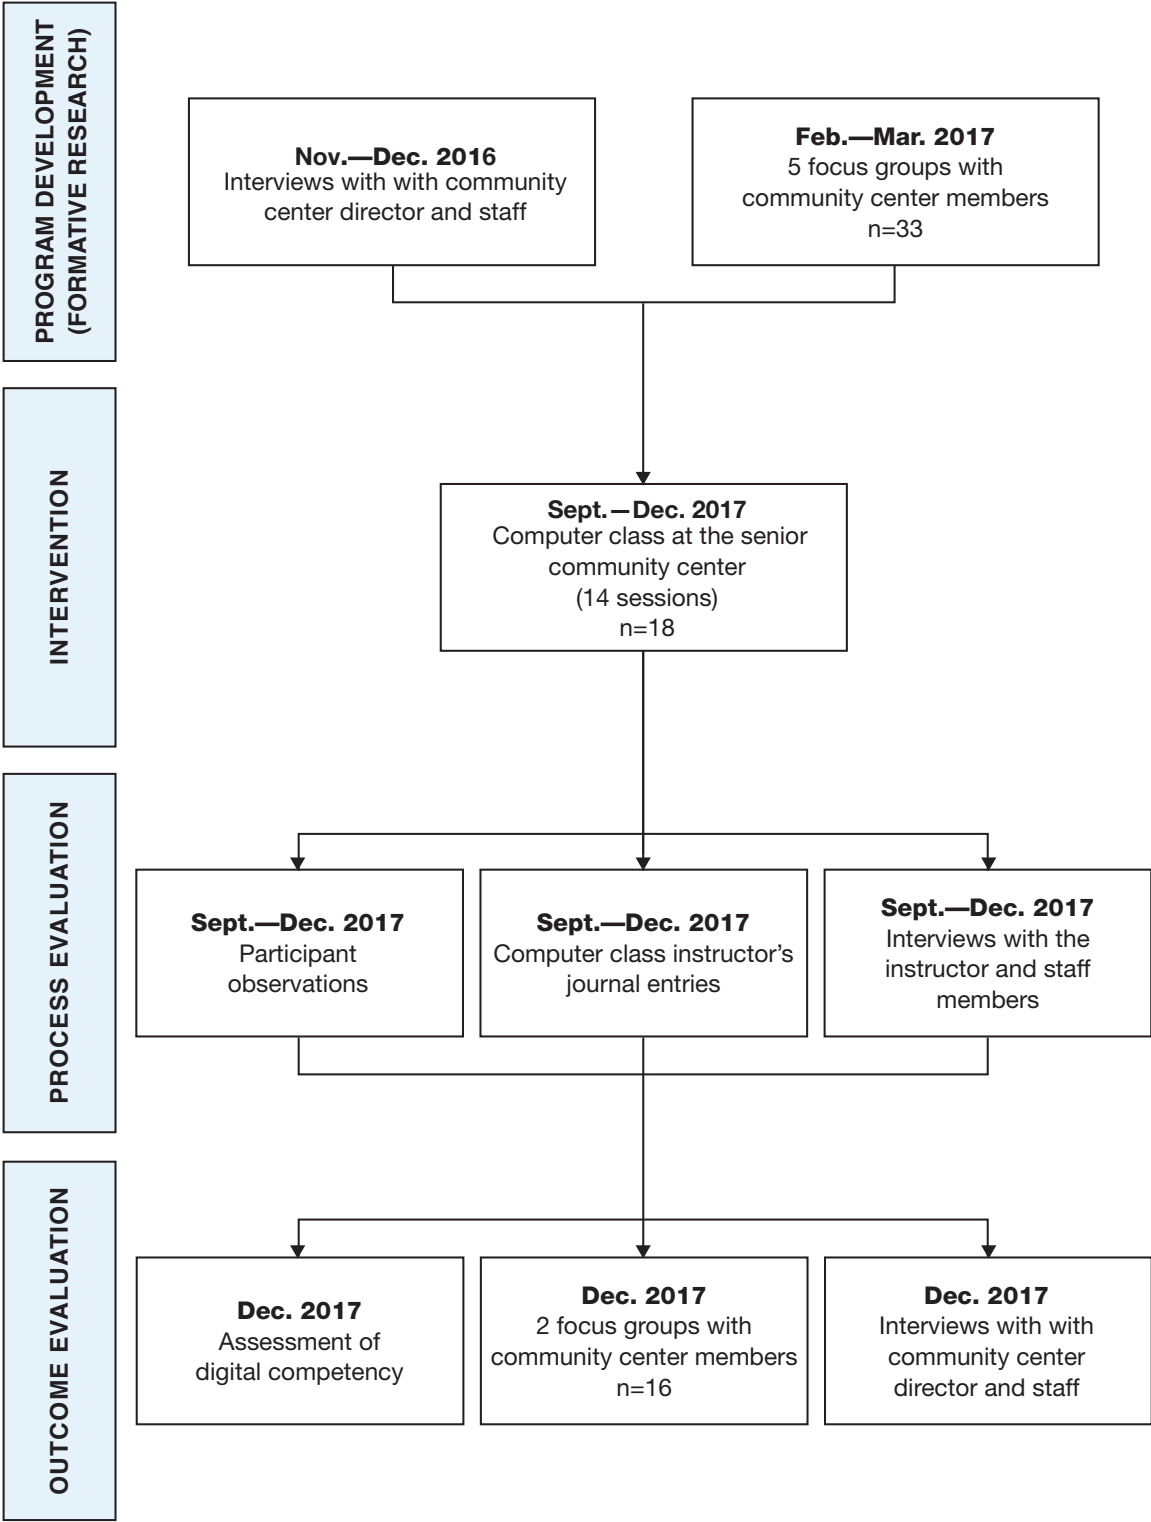 PROGRAM DEVELOPMENT
(FORMATIVE RESEARCH)
Nov.—Dec. 2016
Interviews with with community
center director and staff
Feb.—Mar. 2017
5 focus groups with
community center members
n=33
INTERVENTION
Sept.—Dec. 2017
Computer class at the senior
community center
(14 sessions)
n=18
PROCESS EVALUATION
Sept.—Dec. 2017
Participant
observations
Sept.—Dec. 2017
Computer class instructor’s
journal entries
Sept.—Dec. 2017
Interviews with the
instructor and staff
members
OUTCOME EVALUATION
Dec. 2017
Assessment of
digital competency
Dec. 2017
2 focus groups with
community center members
n=16
Dec. 2017
Interviews with with
community center
director and staff